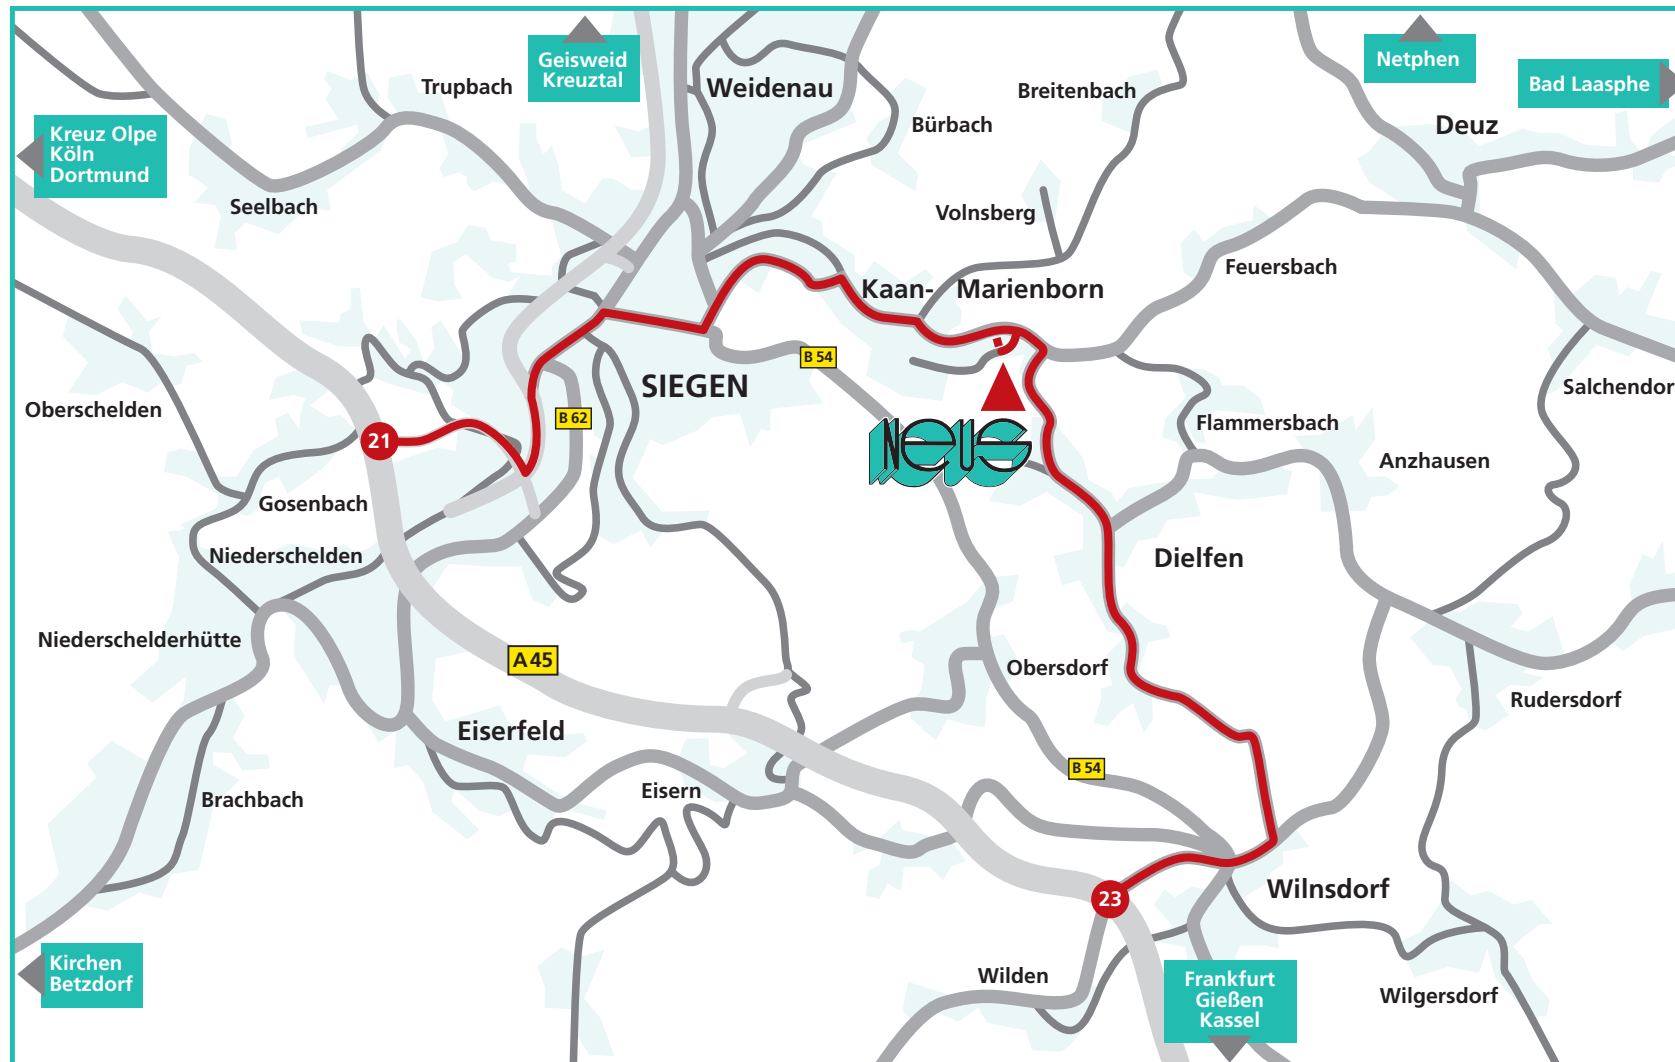 Geisweid
Kreuztal
Netphen
Bad Laasphe
Trupbach
Weidenau
Breitenbach
Bürbach
Deuz
Kreuz Olpe
Köln
Dortmund
Seelbach
Volnsberg
Feuersbach
Kaan- Marienborn
B 54
SIEGEN
Salchendor
Oberschelden
B 62
Flammersbach
21
NEUS
Anzhausen
Gosenbach
Niederschelden
Dielfen
Niederschelderhütte
A 45
Obersdorf
Rudersdorf
Eiserfeld
B 54
Eisern
Brachbach
Wilnsdorf
23
Kirchen
Betzdorf
Wilden
Frankfurt
Gießen
Kassel
Wilgersdorf